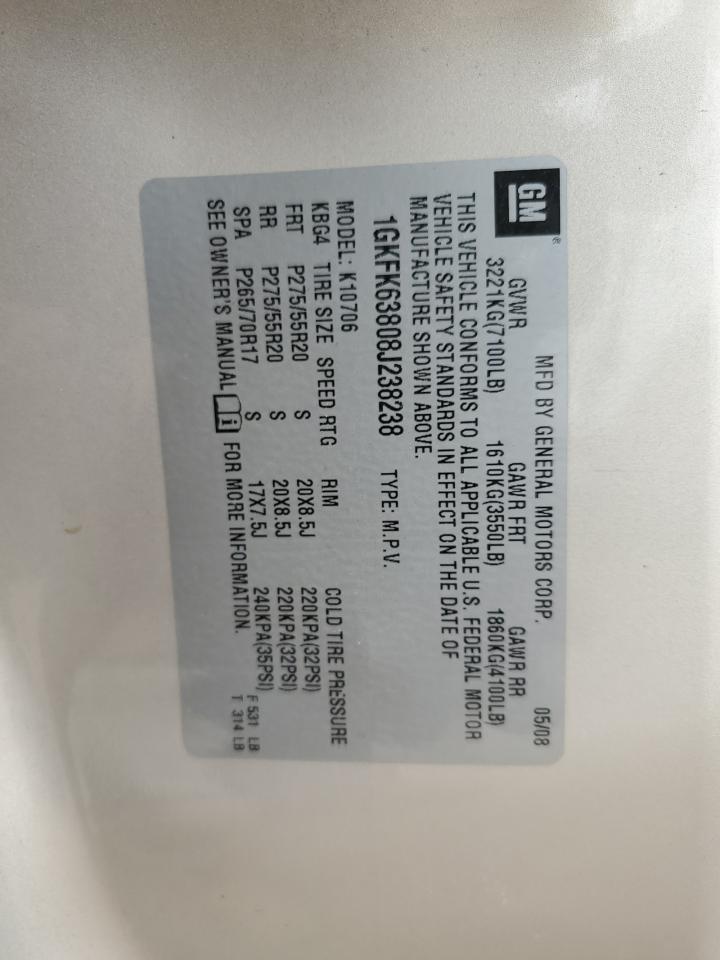 GM ®
MFD BY GENERAL MOTORS CORP. 05/08
GVWR GAWR FRT GAWR RR
3221KG(7100LB) 1610KG(3550LB) 1860KG(4100LB)
THIS VEHICLE CONFORMS TO ALL APPLICABLE U.S. FEDERAL MOTOR
VEHICLE SAFETY STANDARDS IN EFFECT ON THE DATE OF
MANUFACTURE SHOWN ABOVE.
1GKFK63808J238238 TYPE: M.P.V.
MODEL: K10706
KBG4 TIRE SIZE SPEED RTG RIM COLD TIRE PRESSURE
FRT P275/55R20 S 20X8.5J 220KPA(32PSI)
RR P275/55R20 S 20X8.5J 220KPA(32PSI)
SPA P265/70R17 S 17X7.5J 240KPA(35PSI)
SEE OWNER'S MANUAL i FOR MORE INFORMATION.
F 531 LB
T 314 LB